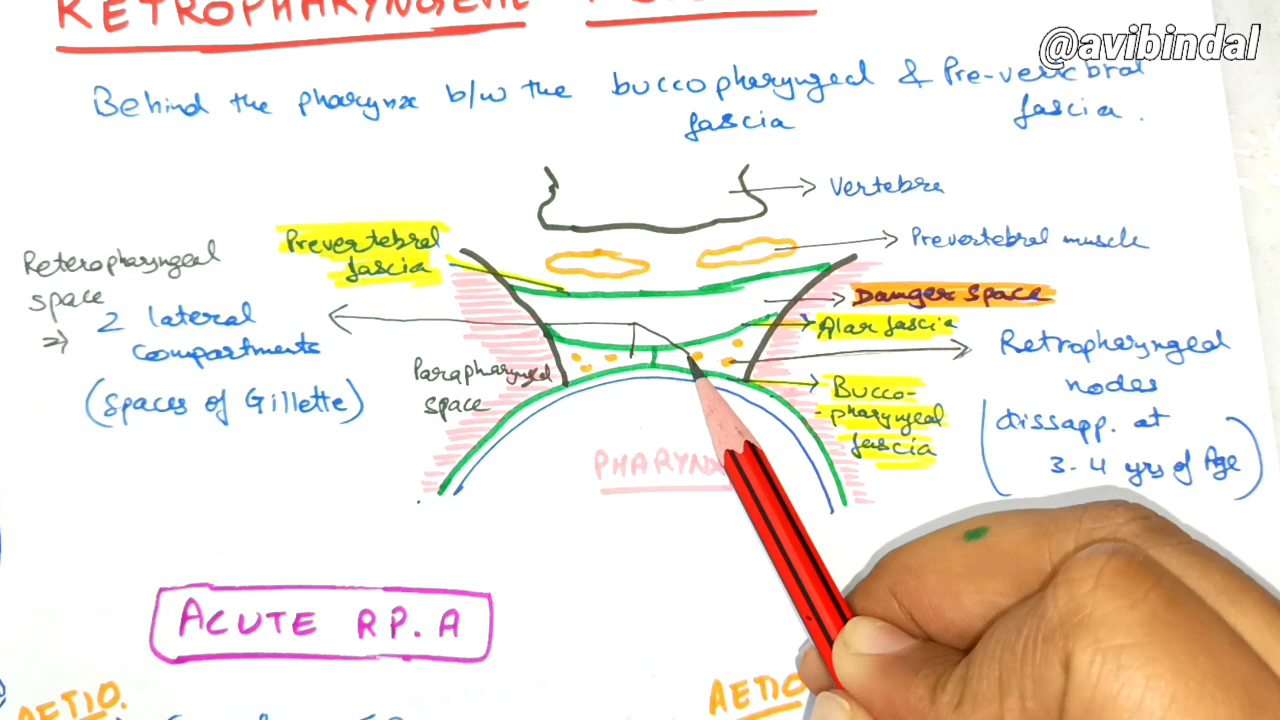 @avibindal
RETROPHARYNGEAL
Behind the pharynx b/w the buccopharyngeal & Pre-vertebral
fascia
fascia.
Vertebra
Prevertebral
fascia
Prevertebral muscle
Reteropharyngeal
space
⇒ 2 lateral
compartments
(Spaces of Gillette)
Danger space
Alar fascia
Parapharyngeal
space
Bucco-
-pharyngeal
fascia
Retropharyngeal
nodes
(dissapp. at
3-4 yrs of Age)
PHARYNX
ACUTE RP.A
AETIO.
AETIO